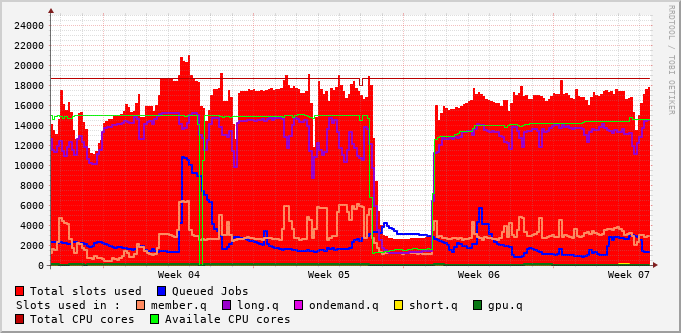 24000
22000
20000
18000
16000
14000
12000
10000
8000
6000
4000
2000
0
Week 04 Week 05 Week 06 Week 07
RRDTOOL / TOBI OETIKER
Total slots used Queued Jobs
Slots used in : member.q long.q ondemand.q short.q gpu.q
Total CPU cores Availale CPU cores